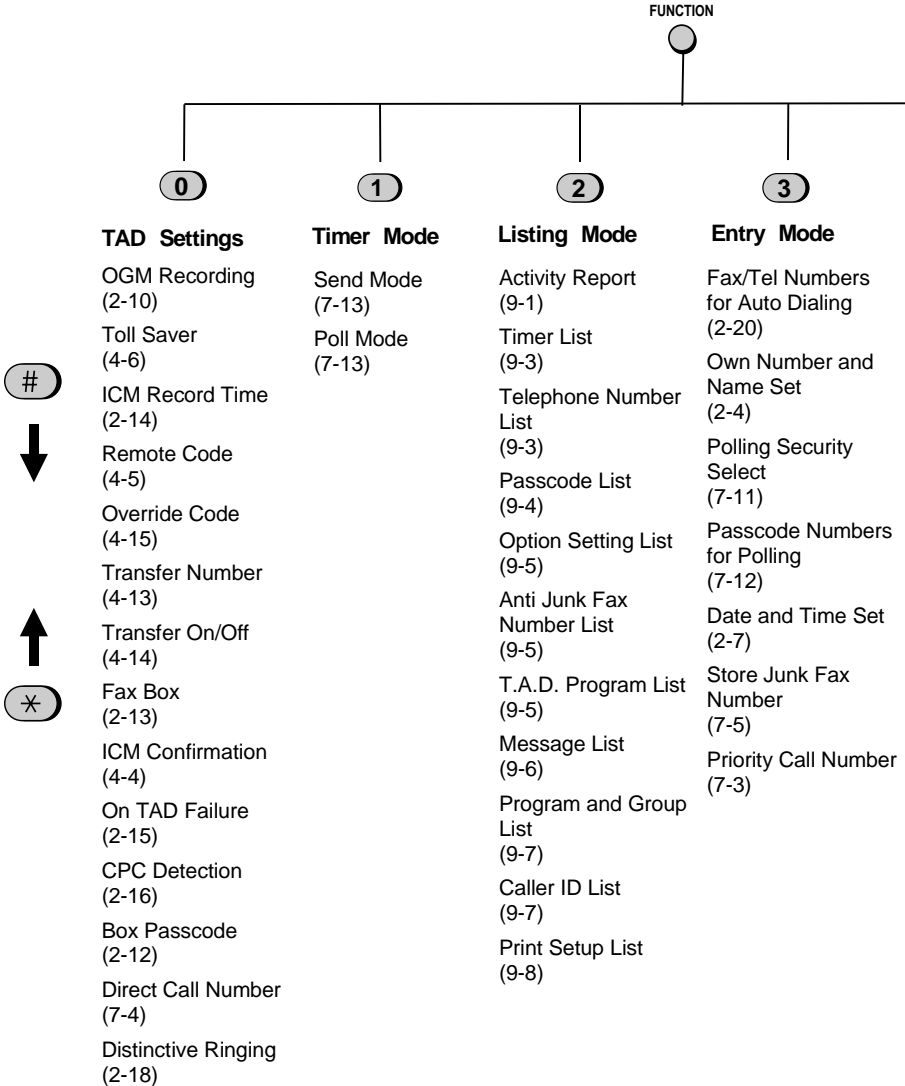 FUNCTION
0
1
2
3
TAD Settings
OGM Recording
(2-10)
Toll Saver
(4-6)
ICM Record Time
(2-14)
Remote Code
(4-5)
Override Code
(4-15)
Transfer Number
(4-13)
Transfer On/Off
(4-14)
Fax Box
(2-13)
ICM Confirmation
(4-4)
On TAD Failure
(2-15)
CPC Detection
(2-16)
Box Passcode
(2-12)
Direct Call Number
(7-4)
Distinctive Ringing
(2-18)
Timer Mode
Send Mode
(7-13)
Poll Mode
(7-13)
Listing Mode
Activity Report
(9-1)
Timer List
(9-3)
Telephone Number
List
(9-3)
Passcode List
(9-4)
Option Setting List
(9-5)
Anti Junk Fax
Number List
(9-5)
T.A.D. Program List
(9-5)
Message List
(9-6)
Program and Group
List
(9-7)
Caller ID List
(9-7)
Print Setup List
(9-8)
Entry Mode
Fax/Tel Numbers
for Auto Dialing
(2-20)
Own Number and
Name Set
(2-4)
Polling Security
Select
(7-11)
Passcode Numbers
for Polling
(7-12)
Date and Time Set
(2-7)
Store Junk Fax
Number
(7-5)
Priority Call Number
(7-3)
#
*